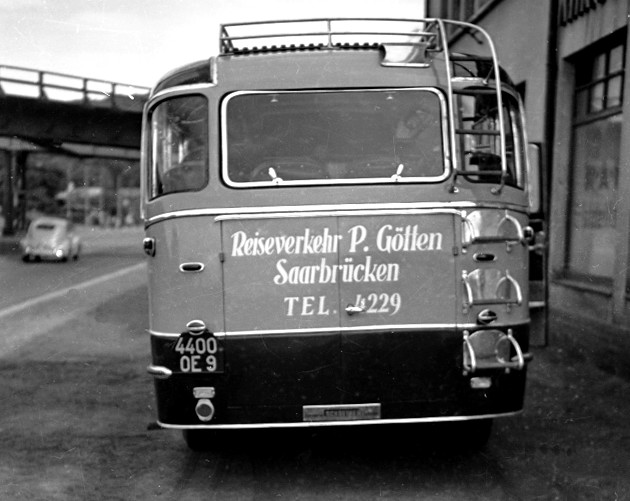 Reiseverkehr P. Götten
Saarbrücken
TEL. 4229
4400
OE 9